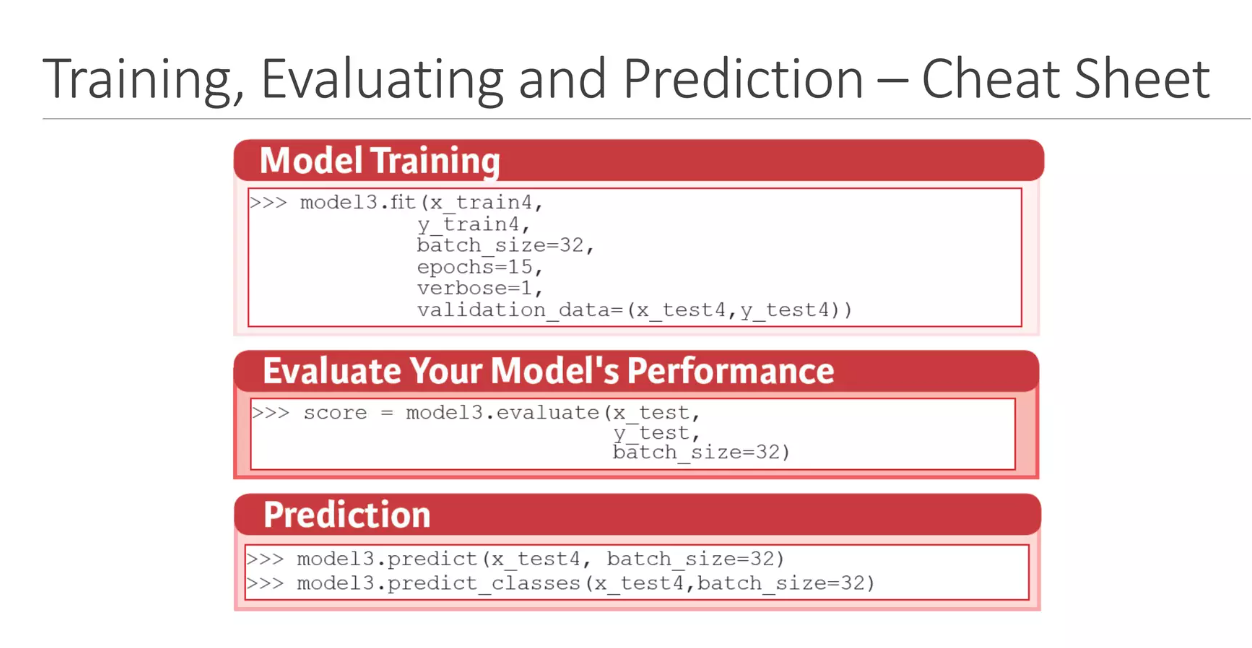 Training, Evaluating and Prediction – Cheat Sheet
Model Training
>>> model3.fit(x_train4,
y_train4,
batch_size=32,
epochs=15,
verbose=1,
validation_data=(x_test4,y_test4))
Evaluate Your Model's Performance
>>> score = model3.evaluate(x_test,
y_test,
batch_size=32)
Prediction
>>> model3.predict(x_test4, batch_size=32)
>>> model3.predict_classes(x_test4,batch_size=32)